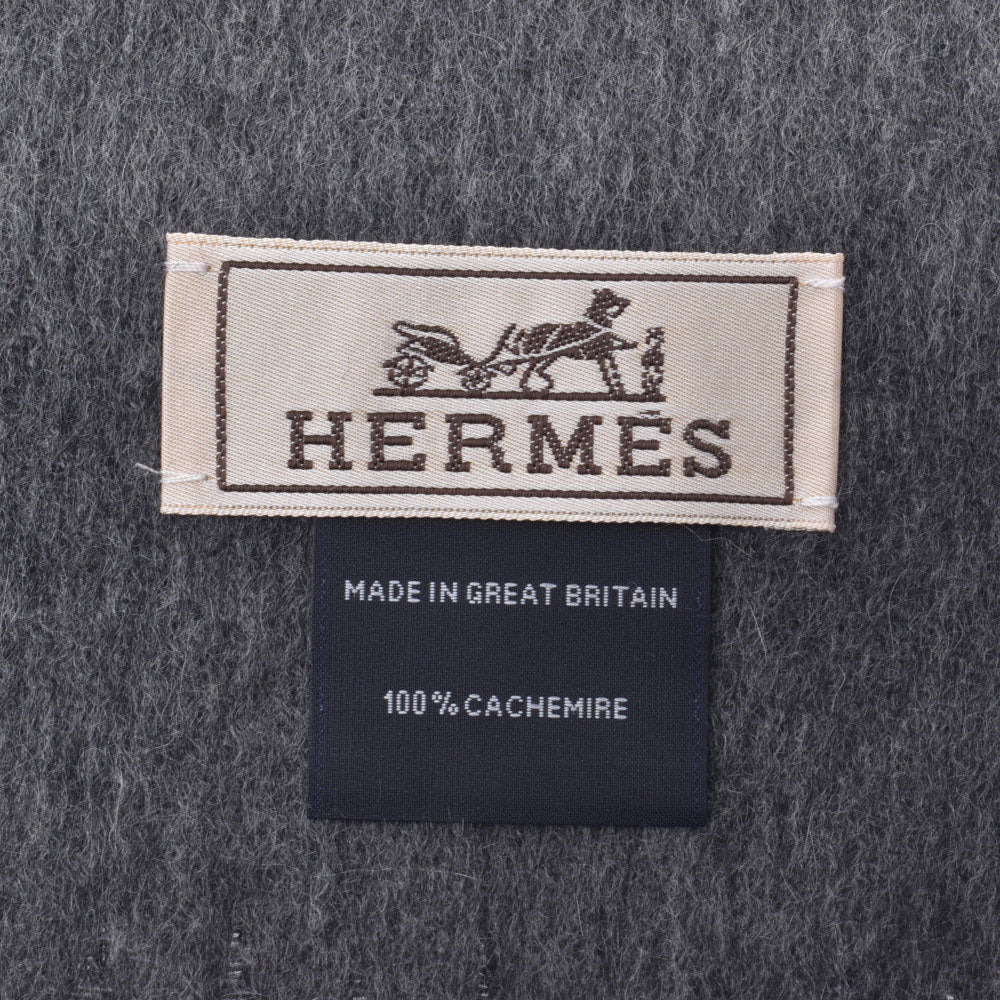 HERMÈS
MADE IN GREAT BRITAIN
100% CACHEMIRE